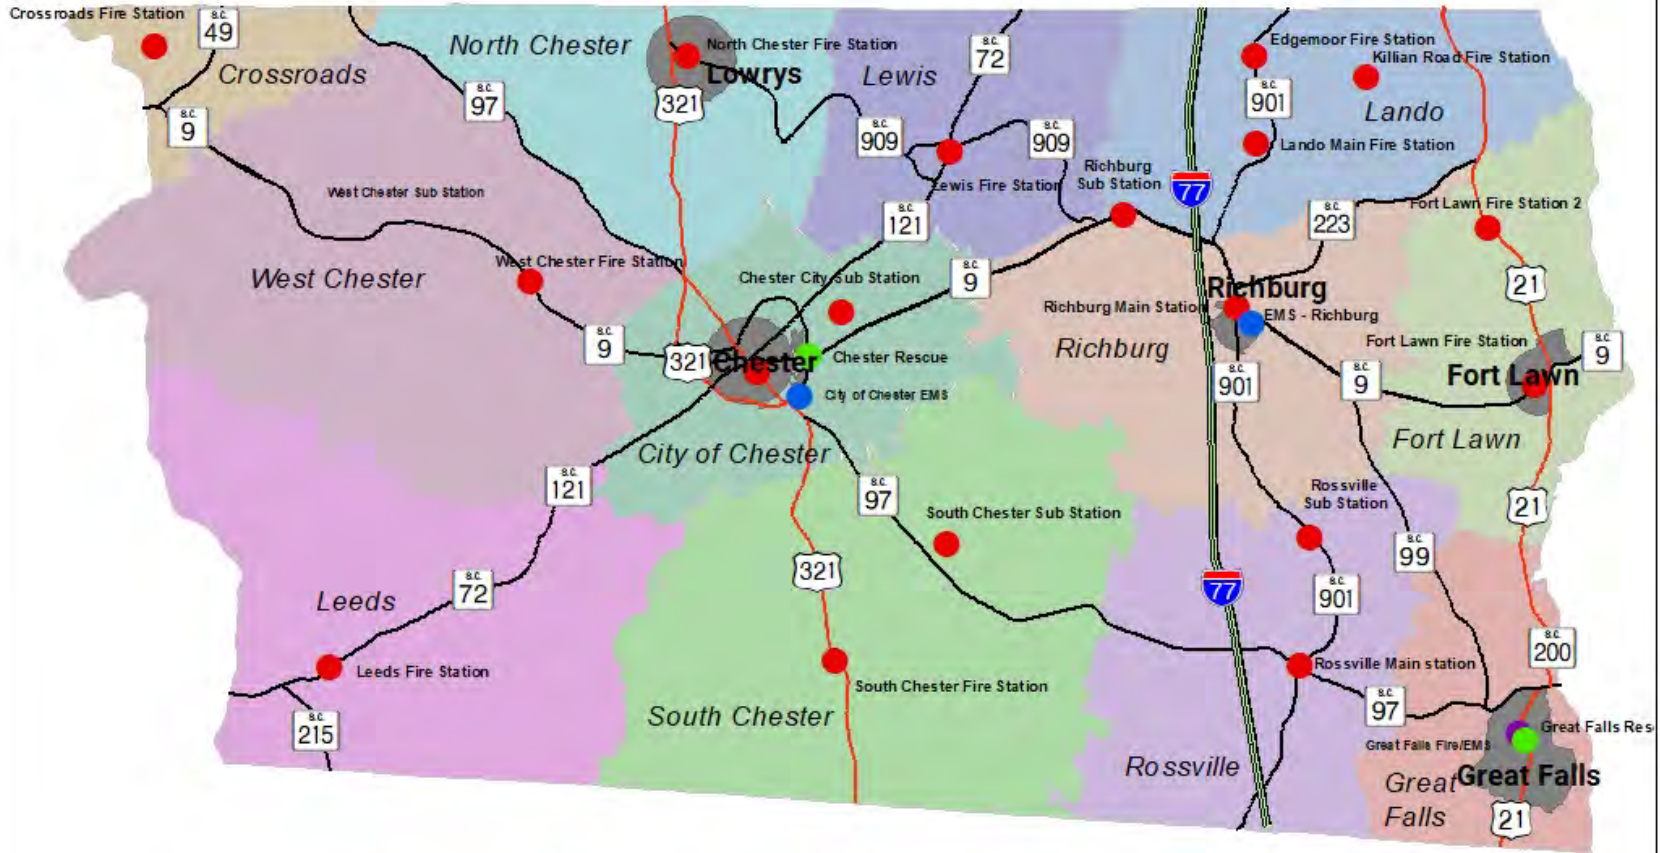 Crossroads Fire Station
S.C.
49
Crossroads
S.C.
9
S.C.
97
North Chester
North Chester Fire Station
Lowrys
321
Lewis
S.C.
72
S.C.
909
S.C.
909
Lewis Fire Station
Richburg
Sub Station
77
Edgemoor Fire Station
Killian Road Fire Station
S.C.
901
Lando
Lando Main Fire Station
S.C.
223
Fort Lawn Fire Station 2
21
West Chester Sub Station
West Chester Fire Station
West Chester
S.C.
9
S.C.
121
Chester City Sub Station
S.C.
9
321
Chester
Chester Rescue
City of Chester EMS
City of Chester
Richburg
Richburg Main Station
EMS - Richburg
Richburg
S.C.
901
S.C.
9
Fort Lawn Fire Station
Fort Lawn
S.C.
9
Fort Lawn
S.C.
121
S.C.
97
South Chester Sub Station
Rossville
Sub Station
21
S.C.
99
321
77
S.C.
901
S.C.
72
Leeds
Leeds Fire Station
S.C.
215
South Chester Fire Station
South Chester
Rossville Main station
S.C.
200
S.C.
97
Rossville
Great Falls Res
Great Falls Fire/EMS
Great Falls
Great
Falls
21